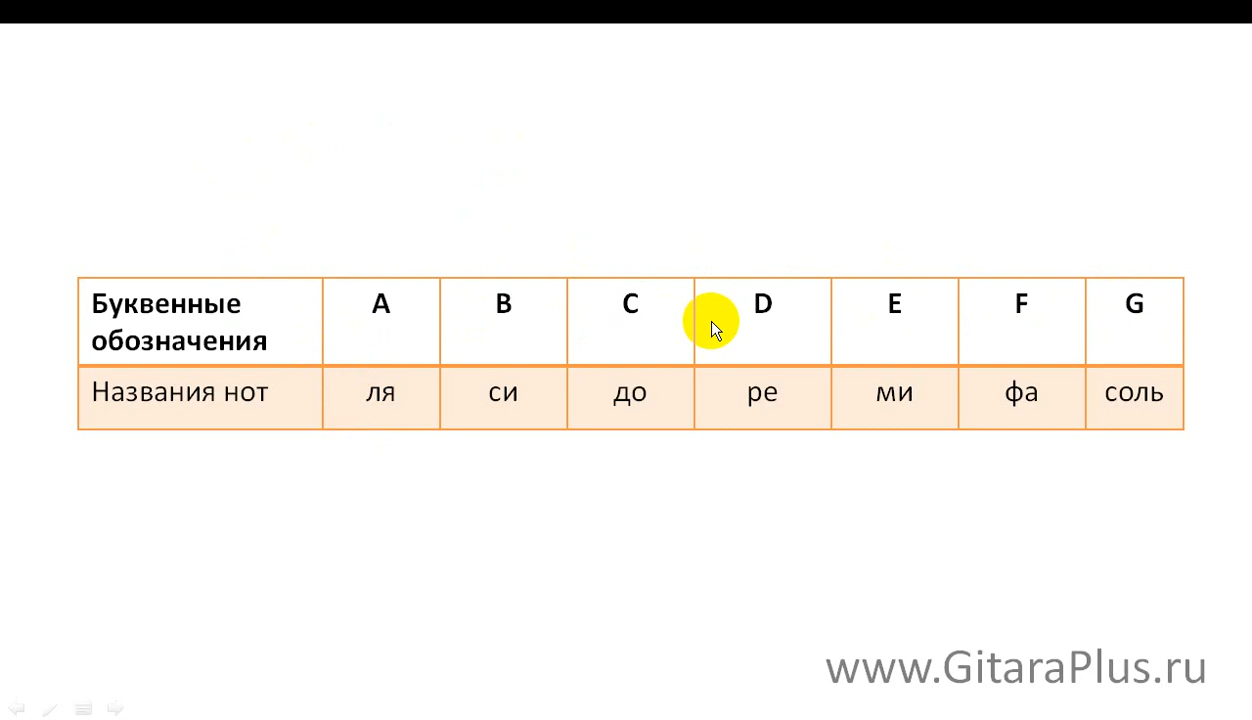 Буквенные A B C D E F G
обозначения
Названия нот ля си до ре ми фа соль
www.GitaraPlus.ru